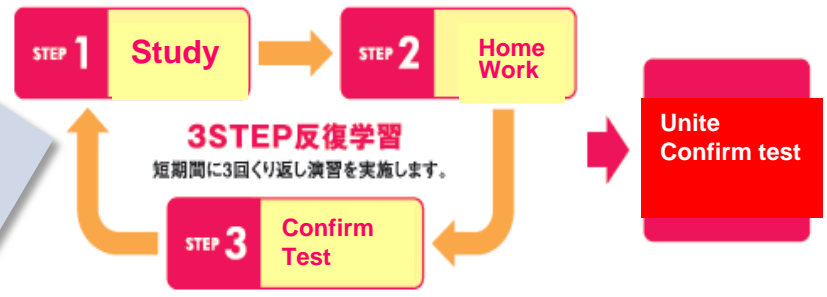 STEP 1 Study
STEP 2 Home
Work
3STEP反復学習
短期間に3回くり返し演習を実施します。
STEP 3 Confirm
Test
Unite
Confirm test